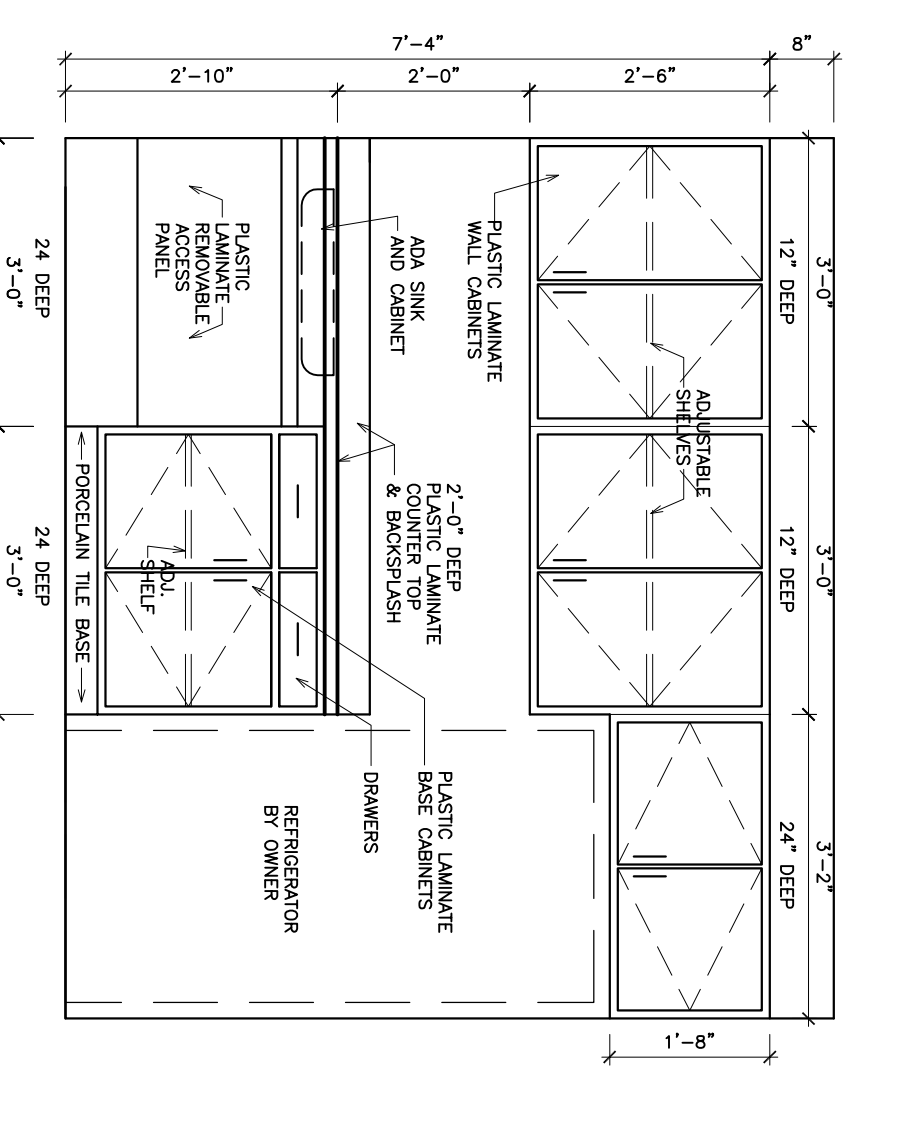 7'-4"
8"
2'-10"
2'-0"
2'-6"
3'-0"
12" DEEP
3'-0"
12" DEEP
3'-2"
24" DEEP
ADJUSTABLE
SHELVES
PLASTIC LAMINATE
WALL CABINETS
2'-0" DEEP
PLASTIC LAMINATE
COUNTER TOP
& BACKSPLASH
ADA SINK
AND CABINET
PLASTIC LAMINATE
BASE CABINETS
DRAWERS
REFRIGERATOR
BY OWNER
PLASTIC
LAMINATE
REMOVABLE
ACCESS
PANEL
ADJ.
SHELF
PORCELAIN TILE BASE
24 DEEP
3'-0"
24 DEEP
3'-0"
1'-8"